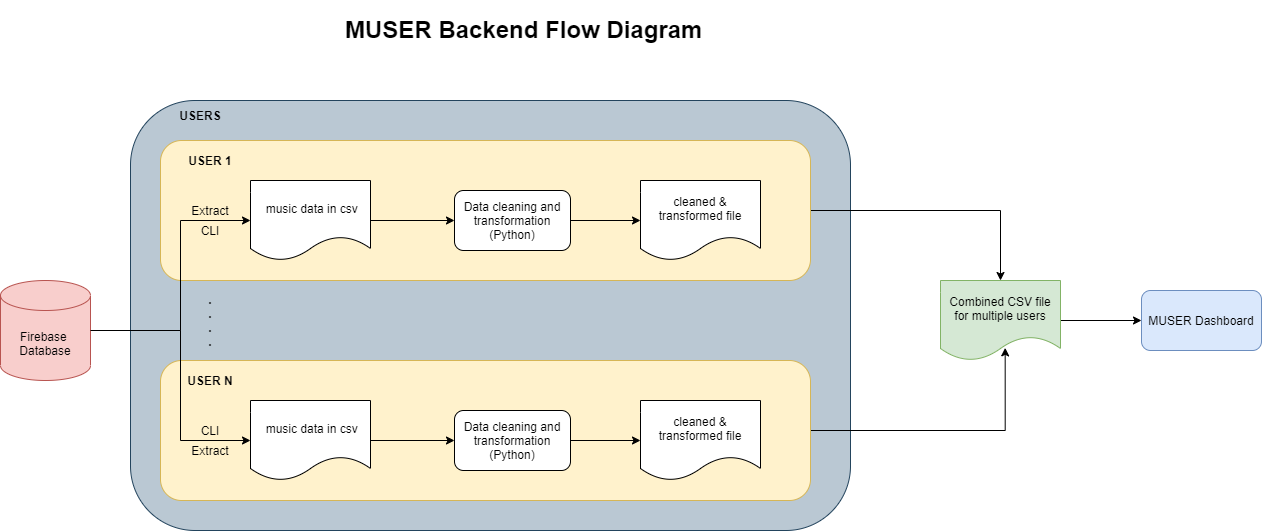 MUSER Backend Flow Diagram
USERS
USER 1
Extract
CLI
music data in csv
Data cleaning and
transformation
(Python)
cleaned &
transformed file
Firebase
Database
Combined CSV file
for multiple users
MUSER Dashboard
USER N
CLI
Extract
music data in csv
Data cleaning and
transformation
(Python)
cleaned &
transformed file